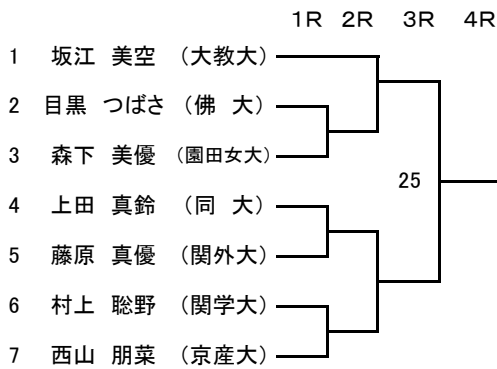 1R 2R 3R 4R
1 坂江 美空 (大教大)
2 目黒 つばさ (佛 大)
3 森下 美優 (園田女大)
25
4 上田 真鈴 (同 大)
5 藤原 真優 (関外大)
6 村上 聡野 (関学大)
7 西山 朋菜 (京産大)